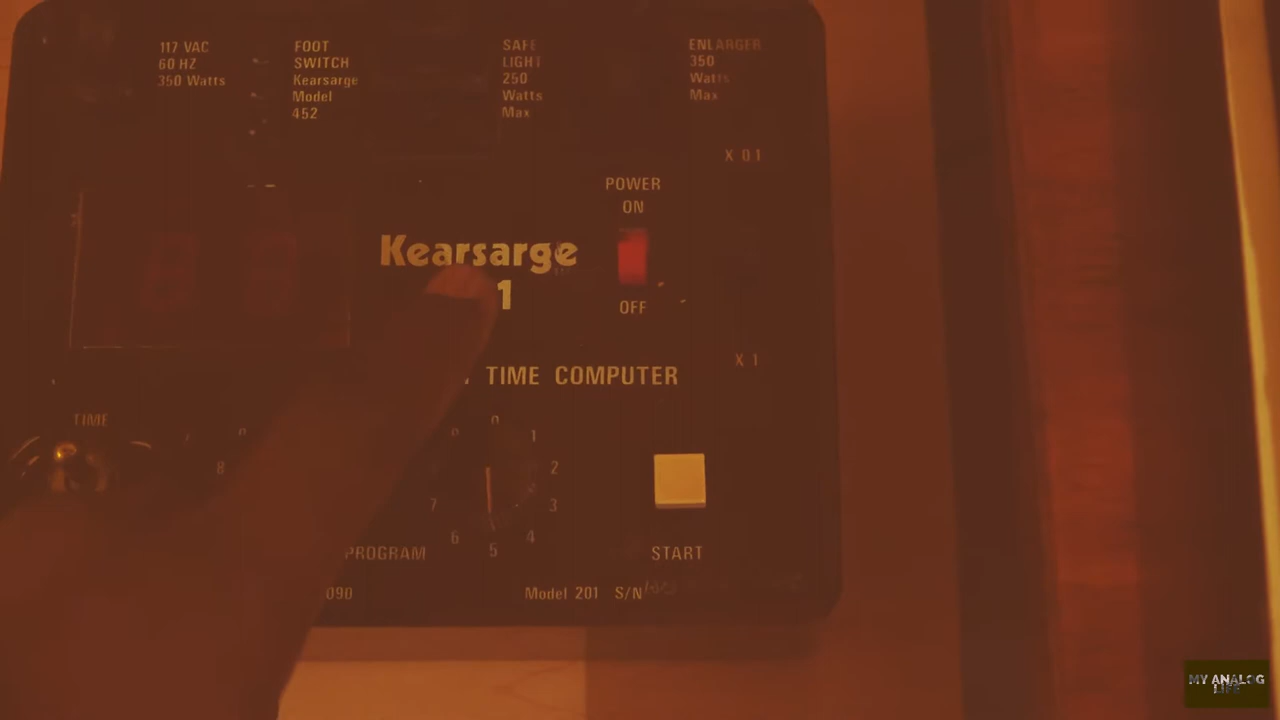 117 VAC
60 HZ
350 Watts
FOOT
SWITCH
Kearsarge
Model
452
SAFE
LIGHT
250
Watts
Max
ENLARGER
350
Watts
Max
X 0.1
POWER
ON
Kearsarge
1
OFF
X 1
TIME COMPUTER
TIME
0
1
2
3
4
5
6
7
8
9
8
9
PROGRAM
START
090
Model 201 S/N
MY ANALOG
LIFE